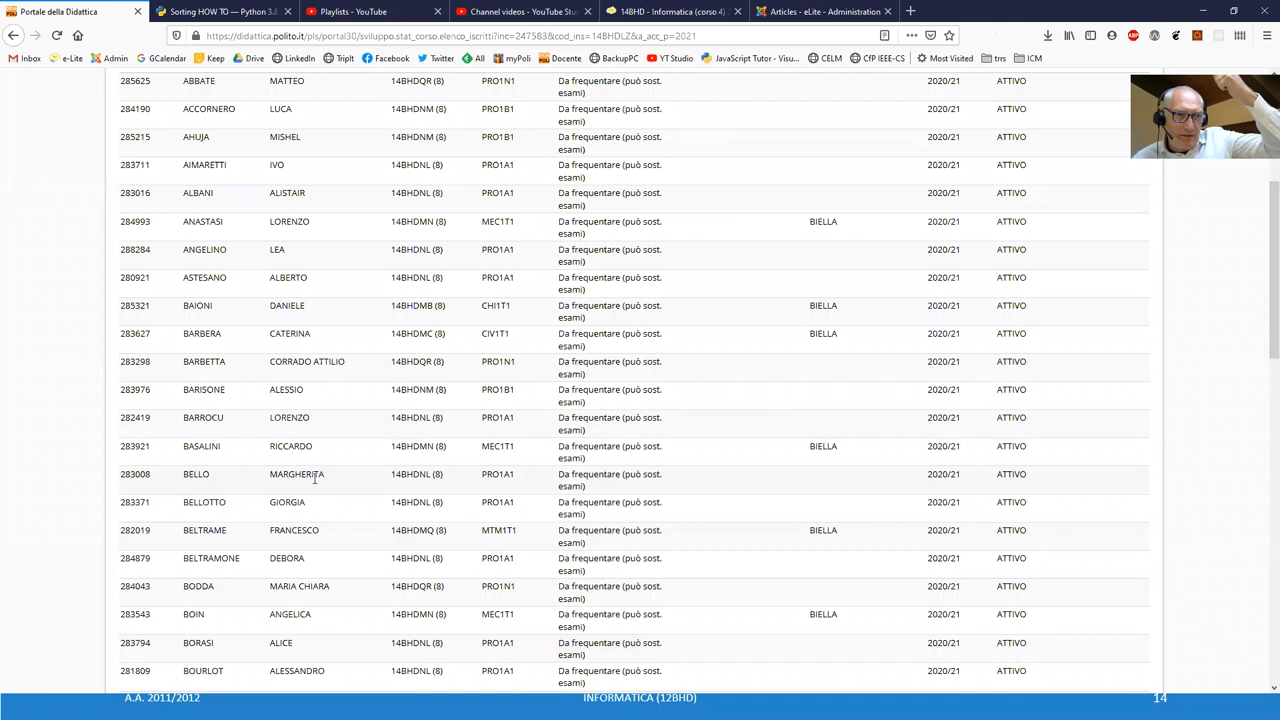 Portale della Didattica
Sorting HOW TO — Python 3.8
Playlists - YouTube
Channel videos - YouTube Stu
14BHD - Informatica (corso 4)
Articles - eLite - Administration
https://didattica.polito.it/pls/portal30/sviluppo.stat_corso.elenco_iscritti?inc=247583&cod_ins=14BHDLZ&a_acc_p=2021
Inbox e-Lite Admin GCalendar Drive LinkedIn TripIt Facebook Twitter All myPoli Docente BackupPC YT Studio JavaScript Tutor - Visu... CELM CfP IEEE-CS Most Visited trrs ICM
285625 ABBATE MATTEO 14BHDQR (8) PRO1N1 Da frequentare (può sost. 2020/21 ATTIVO
esami)
284190 ACCORNERO LUCA 14BHDNM (8) PRO1B1 Da frequentare (può sost. 2020/21 ATTIVO
esami)
285215 AHUJA MISHEL 14BHDNM (8) PRO1B1 Da frequentare (può sost. 2020/21 ATTIVO
esami)
283711 AIMARETTI IVO 14BHDNL (8) PRO1A1 Da frequentare (può sost. 2020/21 ATTIVO
esami)
283016 ALBANI ALISTAIR 14BHDNL (8) PRO1A1 Da frequentare (può sost. 2020/21 ATTIVO
esami)
284993 ANASTASI LORENZO 14BHDMN (8) MEC1T1 Da frequentare (può sost. BIELLA 2020/21 ATTIVO
esami)
288284 ANGELINO LEA 14BHDNL (8) PRO1A1 Da frequentare (può sost. 2020/21 ATTIVO
esami)
280921 ASTESANO ALBERTO 14BHDNL (8) PRO1A1 Da frequentare (può sost. 2020/21 ATTIVO
esami)
285321 BAIONI DANIELE 14BHDMB (8) CHI1T1 Da frequentare (può sost. BIELLA 2020/21 ATTIVO
esami)
283627 BARBERA CATERINA 14BHDMC (8) CIV1T1 Da frequentare (può sost. BIELLA 2020/21 ATTIVO
esami)
283298 BARBETTA CORRADO ATTILIO 14BHDQR (8) PRO1N1 Da frequentare (può sost. 2020/21 ATTIVO
esami)
283976 BARISONE ALESSIO 14BHDNM (8) PRO1B1 Da frequentare (può sost. 2020/21 ATTIVO
esami)
282419 BARROCU LORENZO 14BHDNL (8) PRO1A1 Da frequentare (può sost. 2020/21 ATTIVO
esami)
283921 BASALINI RICCARDO 14BHDMN (8) MEC1T1 Da frequentare (può sost. BIELLA 2020/21 ATTIVO
esami)
283008 BELLO MARGHERITA 14BHDNL (8) PRO1A1 Da frequentare (può sost. 2020/21 ATTIVO
esami)
283371 BELLOTTO GIORGIA 14BHDNL (8) PRO1A1 Da frequentare (può sost. 2020/21 ATTIVO
esami)
282019 BELTRAME FRANCESCO 14BHDMQ (8) MTM1T1 Da frequentare (può sost. BIELLA 2020/21 ATTIVO
esami)
284879 BELTRAMONE DEBORA 14BHDNL (8) PRO1A1 Da frequentare (può sost. 2020/21 ATTIVO
esami)
284043 BODDA MARIA CHIARA 14BHDQR (8) PRO1N1 Da frequentare (può sost. 2020/21 ATTIVO
esami)
283543 BOIN ANGELICA 14BHDMN (8) MEC1T1 Da frequentare (può sost. BIELLA 2020/21 ATTIVO
esami)
283794 BORASI ALICE 14BHDNL (8) PRO1A1 Da frequentare (può sost. 2020/21 ATTIVO
esami)
281809 BOURLOT ALESSANDRO 14BHDNL (8) PRO1A1 Da frequentare (può sost. 2020/21 ATTIVO
esami)
A.A. 2011/2012 INFORMATICA (12BHD) 14